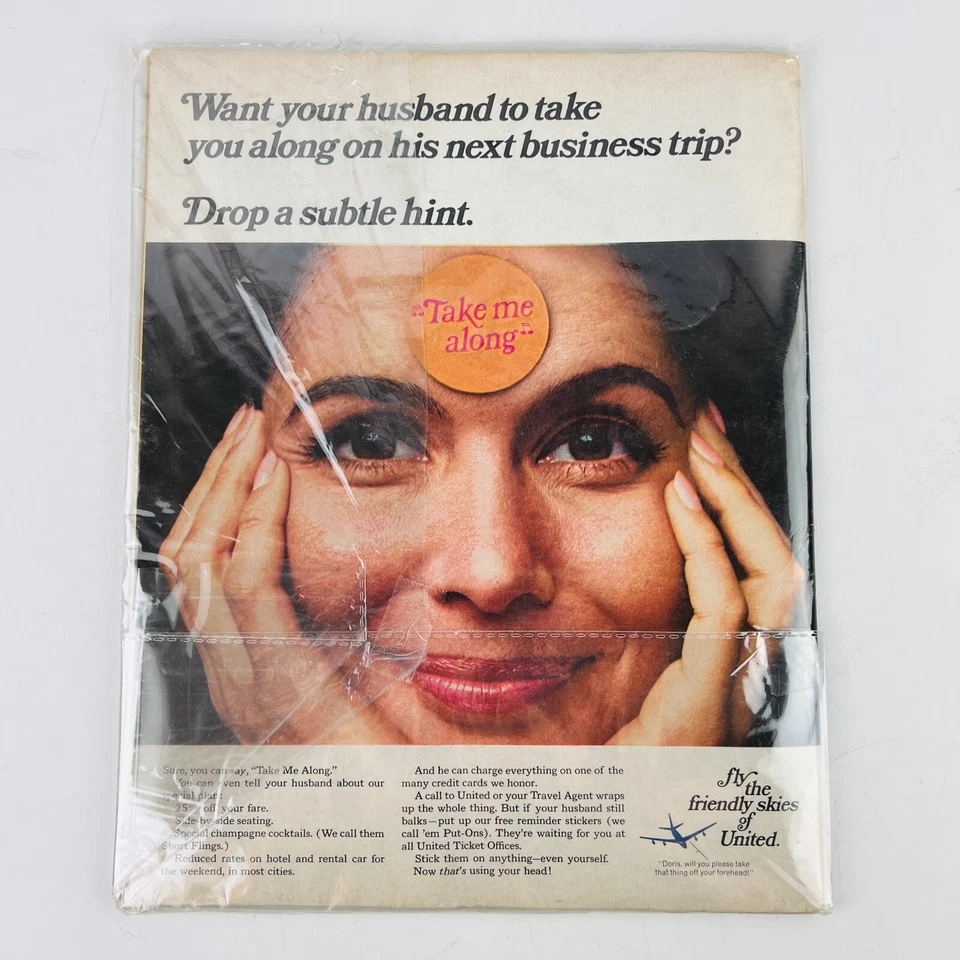 Want your husband to take
you along on his next business trip?
Drop a subtle hint.
"Take me
along"
Sure, you can say, "Take Me Along."
You can even tell your husband about our
special plan:
25% off your fare.
Side-by-side seating.
Special champagne cocktails. (We call them
Short Flings.)
Reduced rates on hotel and rental car for
the weekend, in most cities.
And he can charge everything on one of the
many credit cards we honor.
A call to United or your Travel Agent wraps
up the whole thing. But if your husband still
balks—put up our free reminder stickers (we
call 'em Put-Ons). They're waiting for you at
all United Ticket Offices.
Stick them on anything—even yourself.
Now that's using your head!
fly
the
friendly skies
of
United.
"Doris, will you please take
that thing off your forehead!"